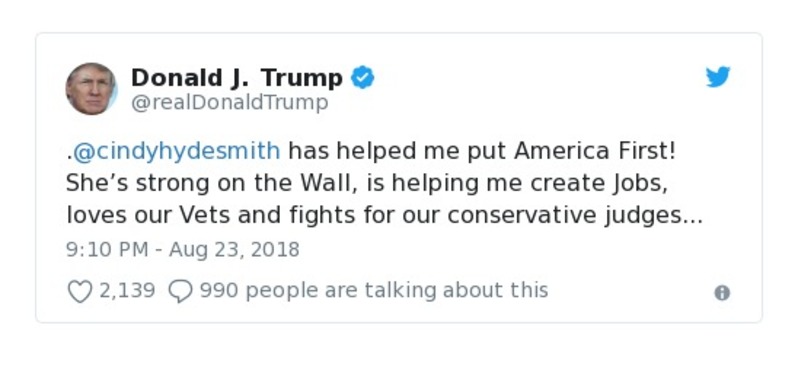 Donald J. Trump
@realDonaldTrump
.@cindyhydesmith has helped me put America First!
She’s strong on the Wall, is helping me create Jobs,
loves our Vets and fights for our conservative judges...
9:10 PM - Aug 23, 2018
2,139 990 people are talking about this